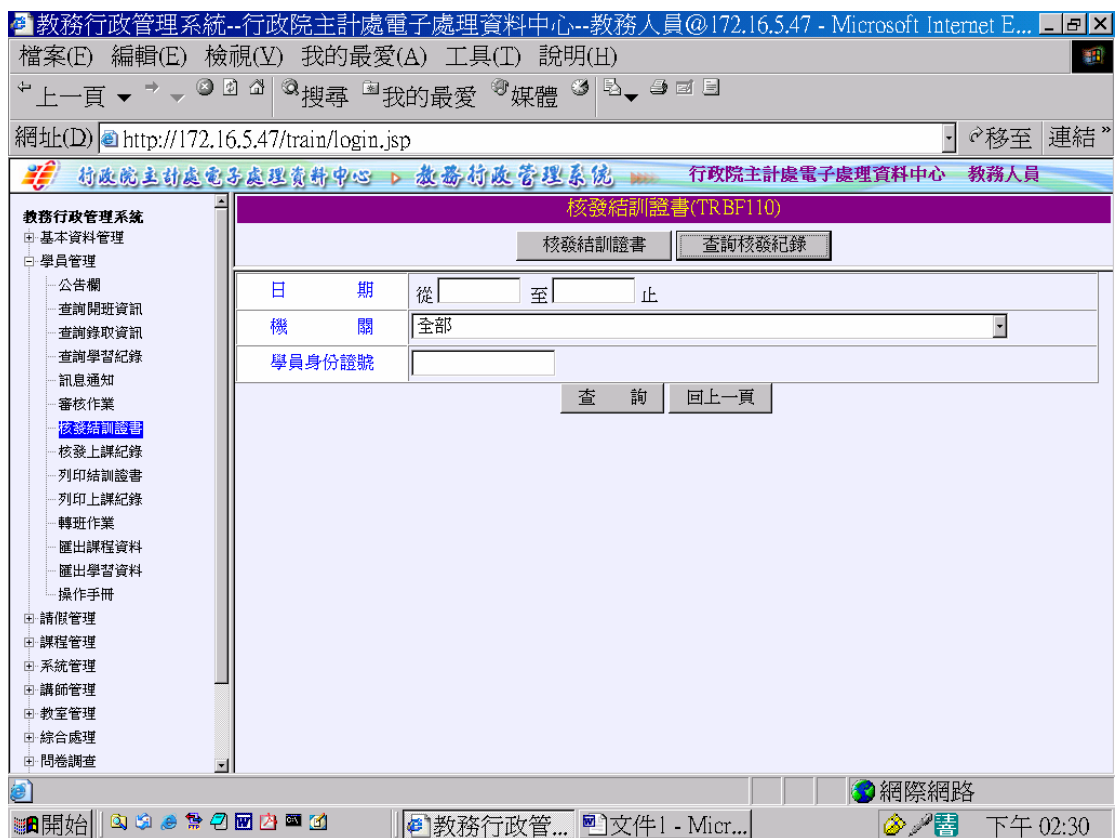 教務行政管理系統--行政院主計處電子處理資料中心--教務人員@172.16.5.47 - Microsoft Internet E...
檔案(F) 編輯(E) 檢視(V) 我的最愛(A) 工具(T) 說明(H)
上一頁 搜尋 我的最愛 媒體
網址(D) http://172.16.5.47/train/login.jsp 移至 連結 »
行政院主計處電子處理資料中心 教務行政管理系統 行政院主計處電子處理資料中心 教務人員
教務行政管理系統
基本資料管理
學員管理
公告欄
查詢開班資訊
查詢錄取資訊
查詢學習紀錄
訊息通知
審核作業
核發結訓證書
核發上課紀錄
列印結訓證書
列印上課紀錄
轉班作業
匯出課程資料
匯出學習資料
操作手冊
請假管理
課程管理
系統管理
講師管理
教室管理
綜合處理
問卷調查
核發結訓證書(TRBF110)
核發結訓證書 查詢核發紀錄
日 期 從 至 止
機 關 全部
學員身份證號
查 詢 回上一頁
網際網路
開始 教務行政管... 文件1 - Micr... 下午 02:30